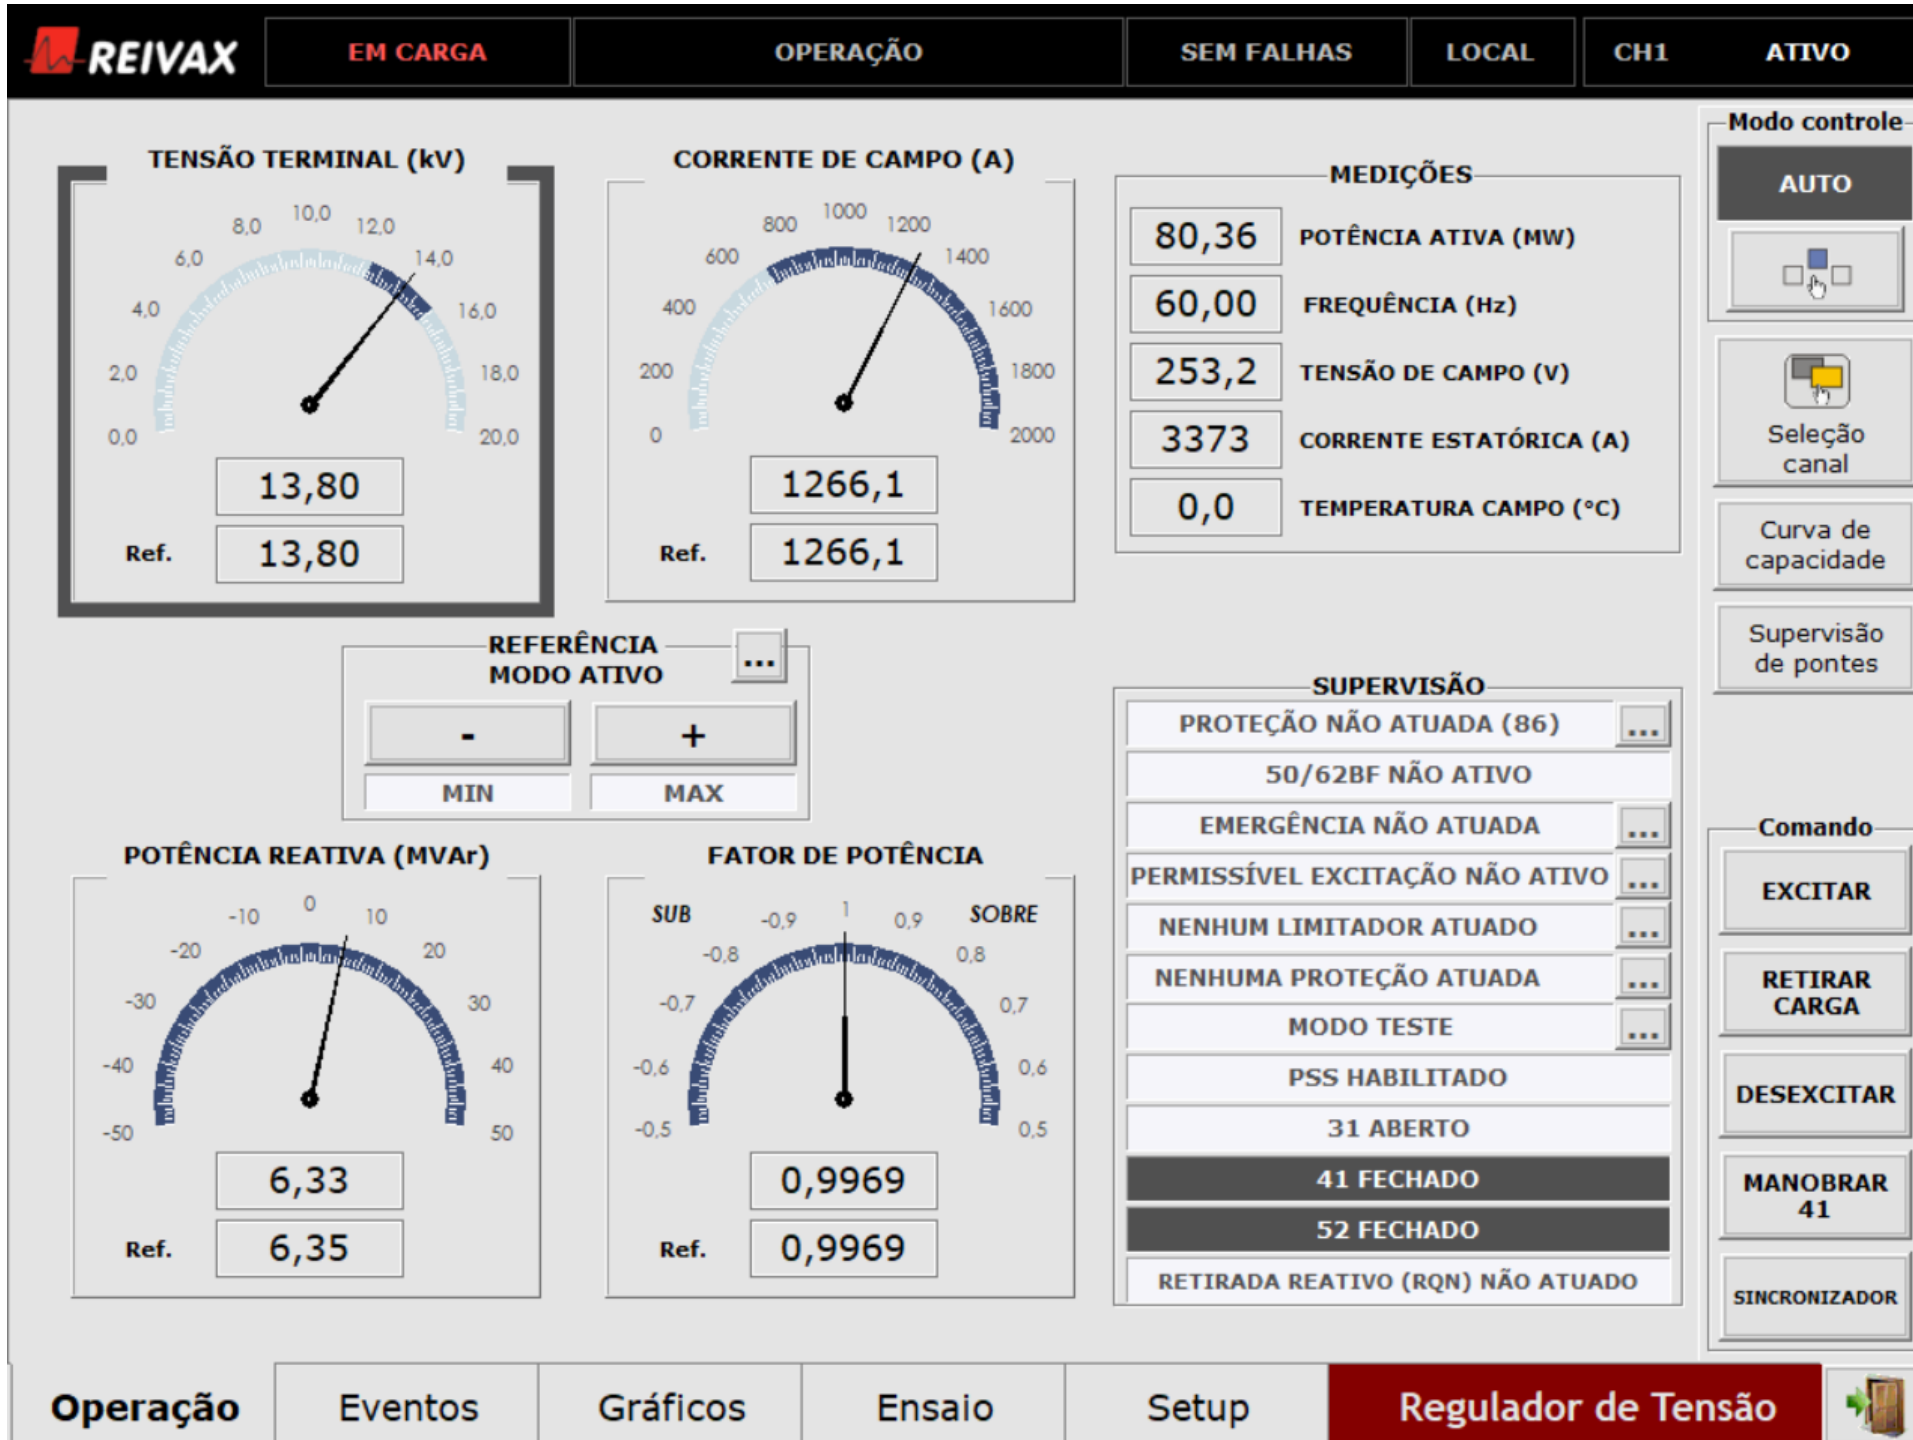 REIVAX
EM CARGA
OPERAÇÃO
SEM FALHAS
LOCAL
CH1
ATIVO
TENSÃO TERMINAL (kV)
0,0
2,0
4,0
6,0
8,0
10,0
12,0
14,0
16,0
18,0
20,0
13,80
Ref.
13,80
CORRENTE DE CAMPO (A)
0
200
400
600
800
1000
1200
1400
1600
1800
2000
1266,1
Ref.
1266,1
MEDIÇÕES
80,36 POTÊNCIA ATIVA (MW)
60,00 FREQUÊNCIA (Hz)
253,2 TENSÃO DE CAMPO (V)
3373 CORRENTE ESTATÓRICA (A)
0,0 TEMPERATURA CAMPO (°C)
Modo controle
AUTO
Seleção
canal
Curva de
capacidade
Supervisão
de pontes
REFERÊNCIA
MODO ATIVO
...
-
+
MIN
MAX
POTÊNCIA REATIVA (MVAr)
-50
-40
-30
-20
-10
0
10
20
30
40
50
6,33
Ref.
6,35
FATOR DE POTÊNCIA
SUB
SOBRE
-0,5
-0,6
-0,7
-0,8
-0,9
1
0,9
0,8
0,7
0,6
0,5
0,9969
Ref.
0,9969
SUPERVISÃO
PROTEÇÃO NÃO ATUADA (86) ...
50/62BF NÃO ATIVO
EMERGÊNCIA NÃO ATUADA ...
PERMISSÍVEL EXCITAÇÃO NÃO ATIVO ...
NENHUM LIMITADOR ATUADO ...
NENHUMA PROTEÇÃO ATUADA ...
MODO TESTE ...
PSS HABILITADO
31 ABERTO
41 FECHADO
52 FECHADO
RETIRADA REATIVO (RQN) NÃO ATUADO
Comando
EXCITAR
RETIRAR
CARGA
DESEXCITAR
MANOBRAR
41
SINCRONIZADOR
Operação
Eventos
Gráficos
Ensaio
Setup
Regulador de Tensão